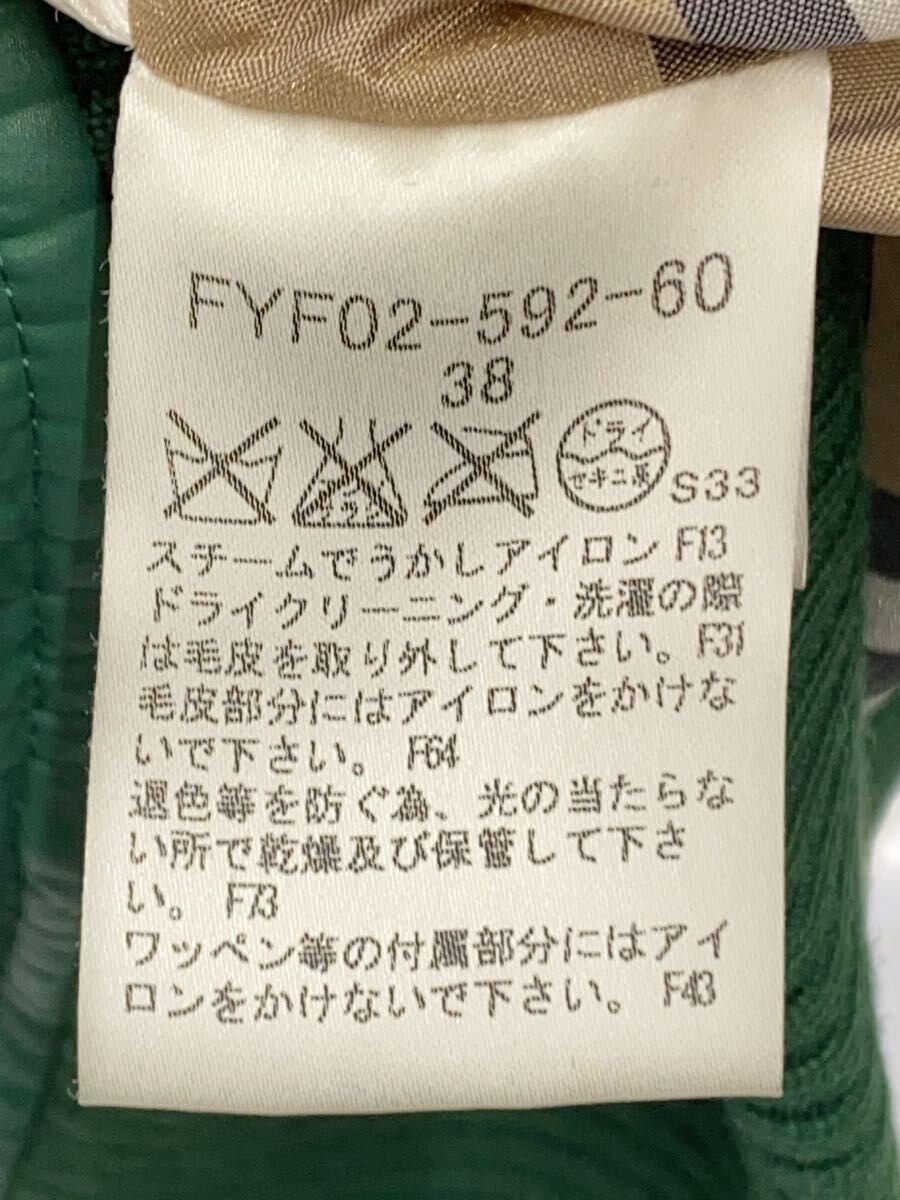 FYF02-592-60
38
ドライ
セキユ系
S33
スチームでうかしアイロン F13
ドライクリーニング・洗濯の際
は毛皮を取り外して下さい。F31
毛皮部分にはアイロンをかけな
いで下さい。 F64
退色等を防ぐ為、光の当たらな
い所で乾燥及び保管して下さ
い。 F73
ワッペン等の付属部分にはアイ
ロンをかけないで下さい。 F43